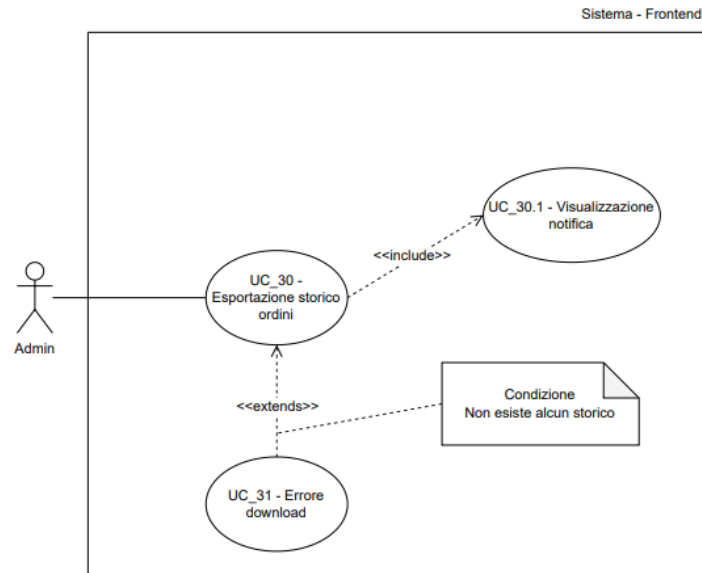 Sistema - Frontend
UC_30.1 - Visualizzazione
notifica
<<include>>
UC_30 -
Esportazione storico
ordini
Admin
<<extends>>
Condizione
Non esiste alcun storico
UC_31 - Errore
download